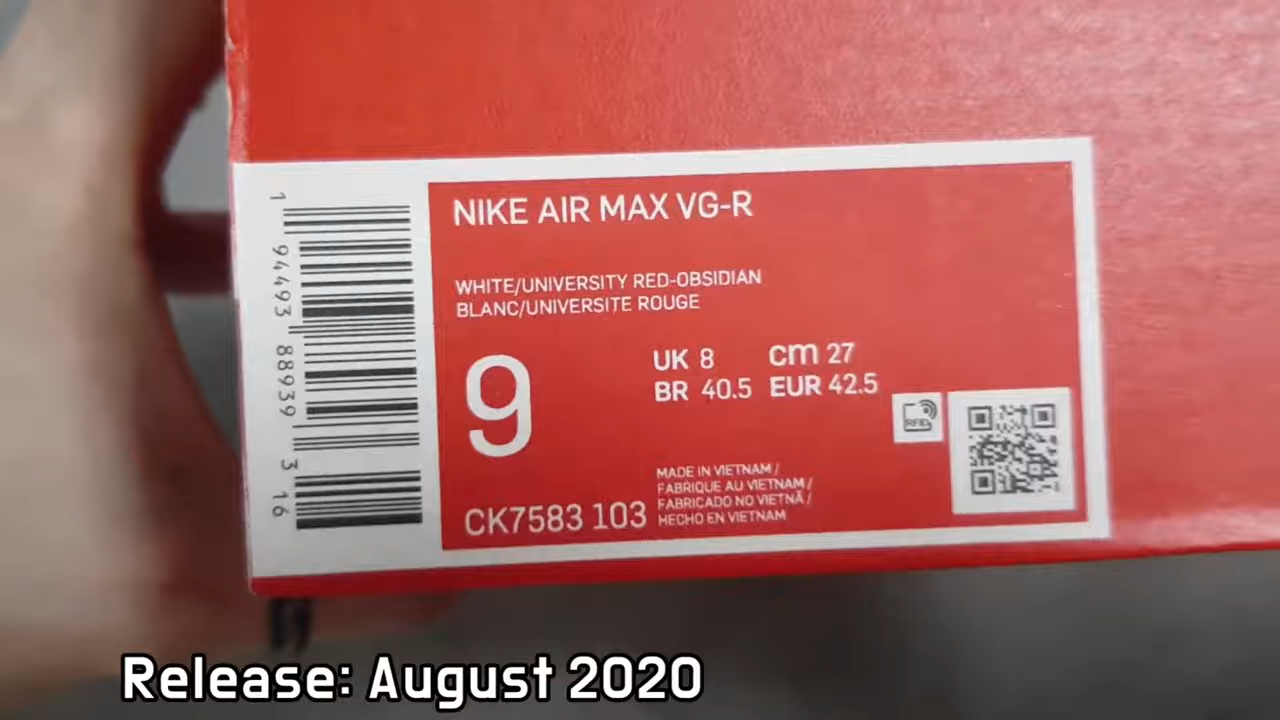 1 94493 88939 3 16
NIKE AIR MAX VG-R
WHITE/UNIVERSITY RED-OBSIDIAN
BLANC/UNIVERSITE ROUGE
9
UK 8 cm 27
BR 40.5 EUR 42.5
RFID
CK7583 103
MADE IN VIETNAM /
FABRIQUE AU VIETNAM /
FABRICADO NO VIETNÃ /
HECHO EN VIETNAM
Release: August 2020